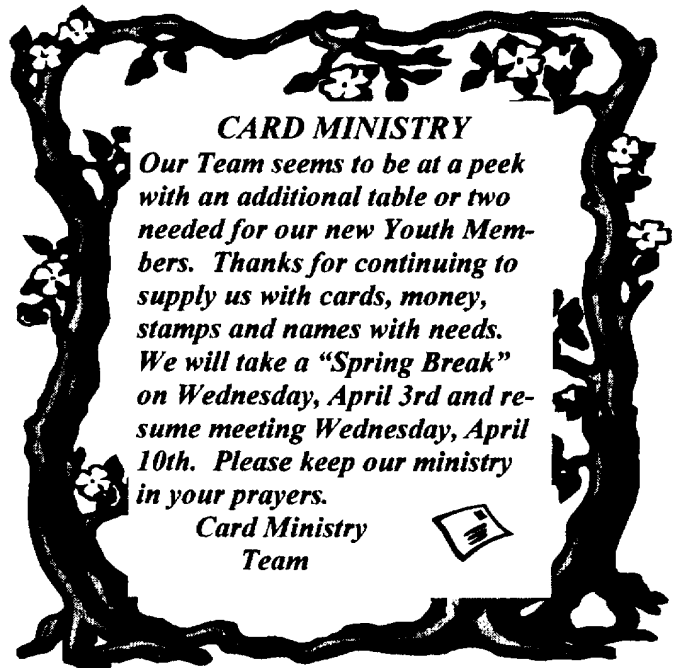 CARD MINISTRY
Our Team seems to be at a peek
with an additional table or two
needed for our new Youth Mem-
bers. Thanks for continuing to
supply us with cards, money,
stamps and names with needs.
We will take a "Spring Break"
on Wednesday, April 3rd and re-
sume meeting Wednesday, April
10th. Please keep our ministry
in your prayers.
Card Ministry
Team